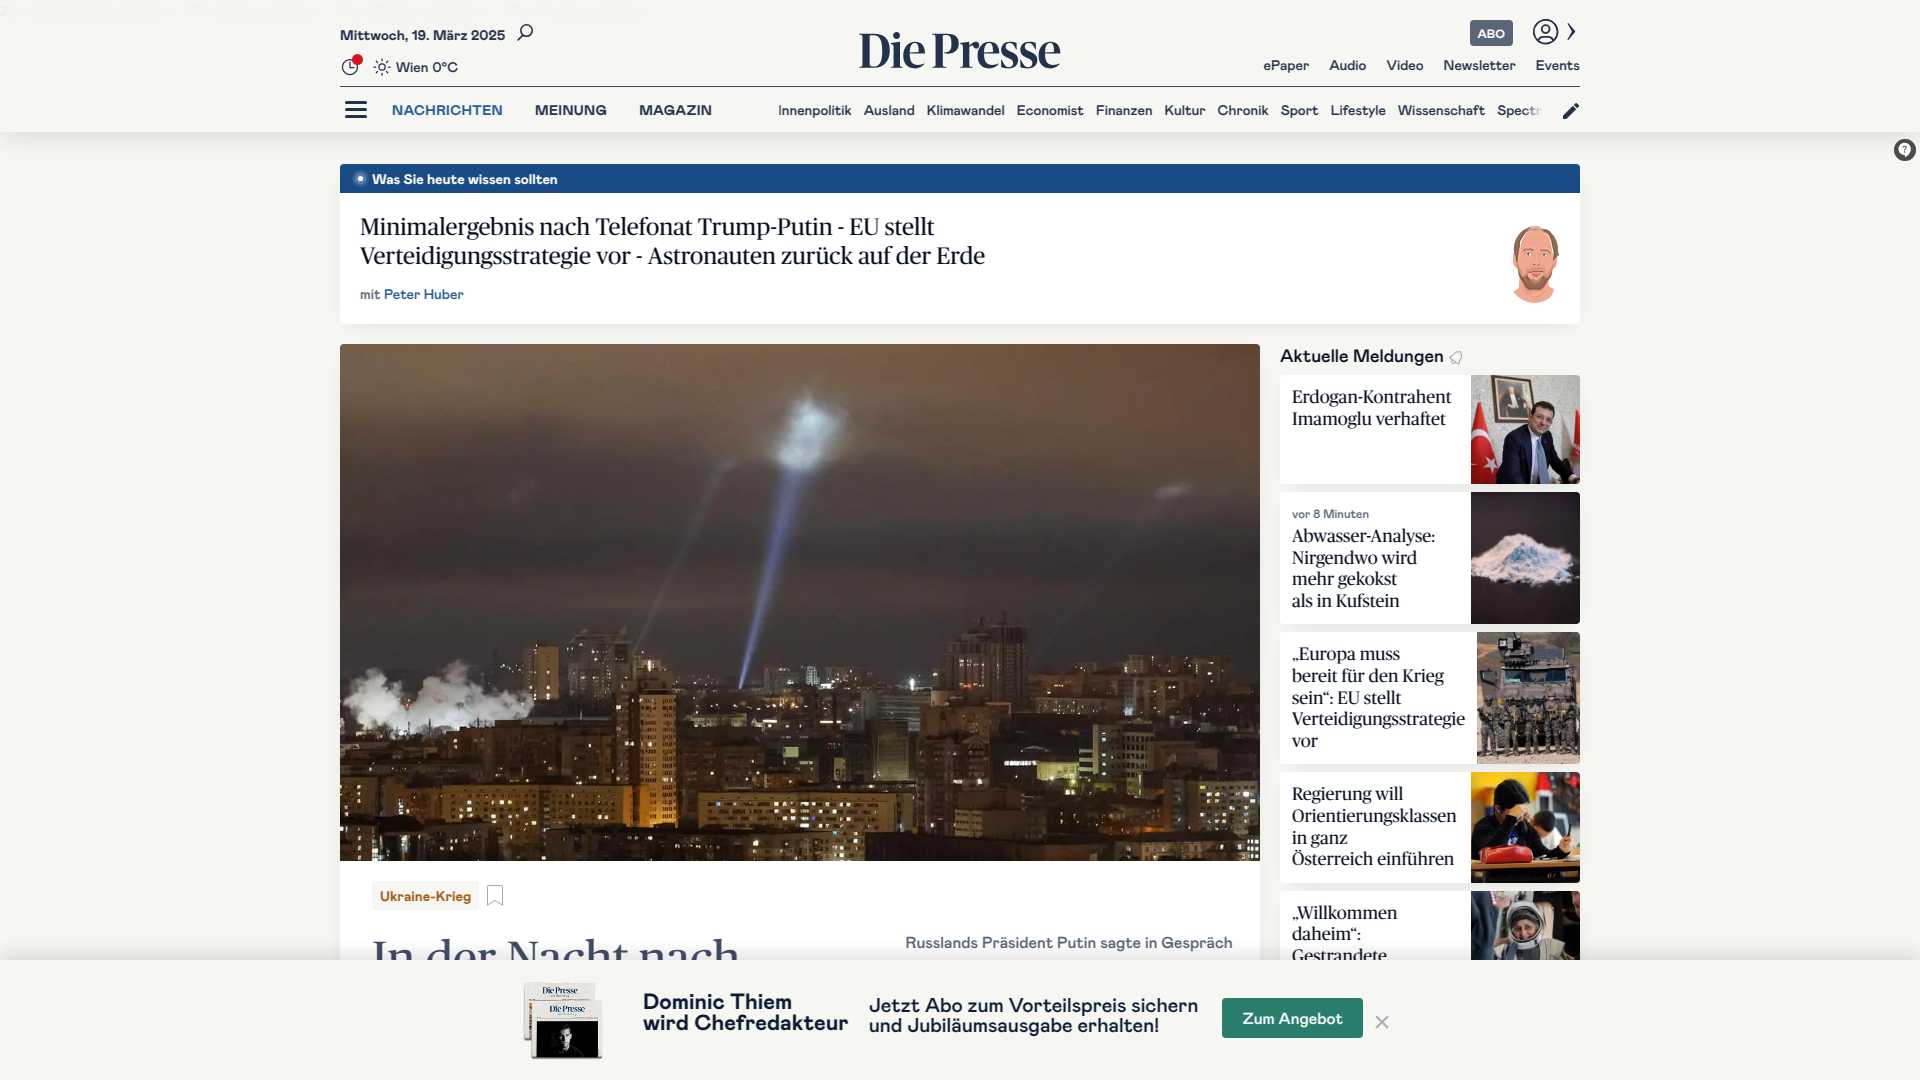 Mittwoch, 19. März 2025
Wien 0°C
Die Presse
ABO
ePaper Audio Video Newsletter Events
NACHRICHTEN MEINUNG MAGAZIN
Innenpolitik Ausland Klimawandel Economist Finanzen Kultur Chronik Sport Lifestyle Wissenschaft Spectr
Was Sie heute wissen sollten
Minimalergebnis nach Telefonat Trump-Putin - EU stellt
Verteidigungsstrategie vor - Astronauten zurück auf der Erde
mit Peter Huber
Ukraine-Krieg
In der Nacht nach
Russlands Präsident Putin sagte in Gespräch
Aktuelle Meldungen
Erdogan-Kontrahent
Imamoglu verhaftet
vor 8 Minuten
Abwasser-Analyse:
Nirgendwo wird
mehr gekokst
als in Kufstein
„Europa muss
bereit für den Krieg
sein“: EU stellt
Verteidigungsstrategie
vor
Regierung will
Orientierungsklassen
in ganz
Österreich einführen
„Willkommen
daheim“:
Gestrandete
Die Presse
Die Presse
Dominic Thiem
wird Chefredakteur
Jetzt Abo zum Vorteilspreis sichern
und Jubiläumsausgabe erhalten!
Zum Angebot